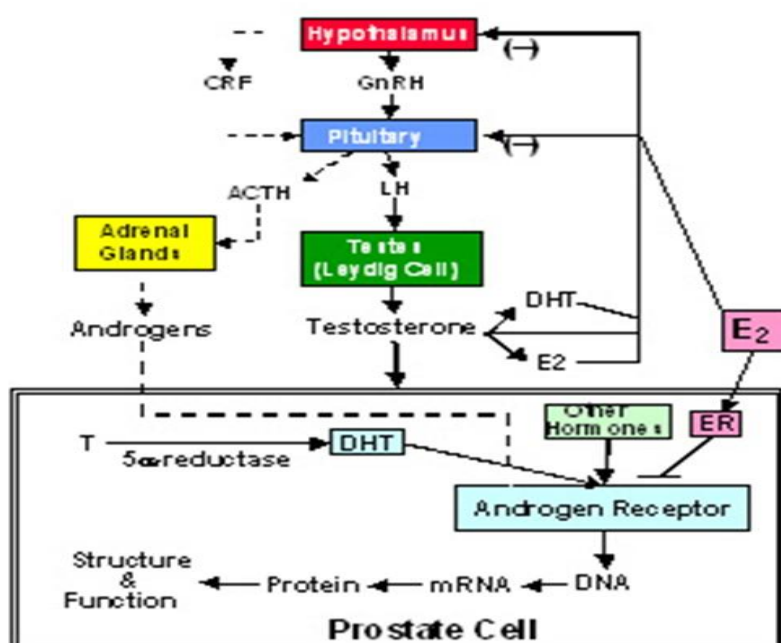 Hypothalamus
(−)
CRF
GnRH
Pituitary
(−)
ACTH
LH
Adrenal
Glands
Testes
(Leydig Cell)
DHT
E₂
Androgens
Testosterone
E2
Other
Hormones
ER
T
DHT
5α-reductase
Androgen Receptor
Structure
&
Function
Protein
mRNA
DNA
Prostate Cell